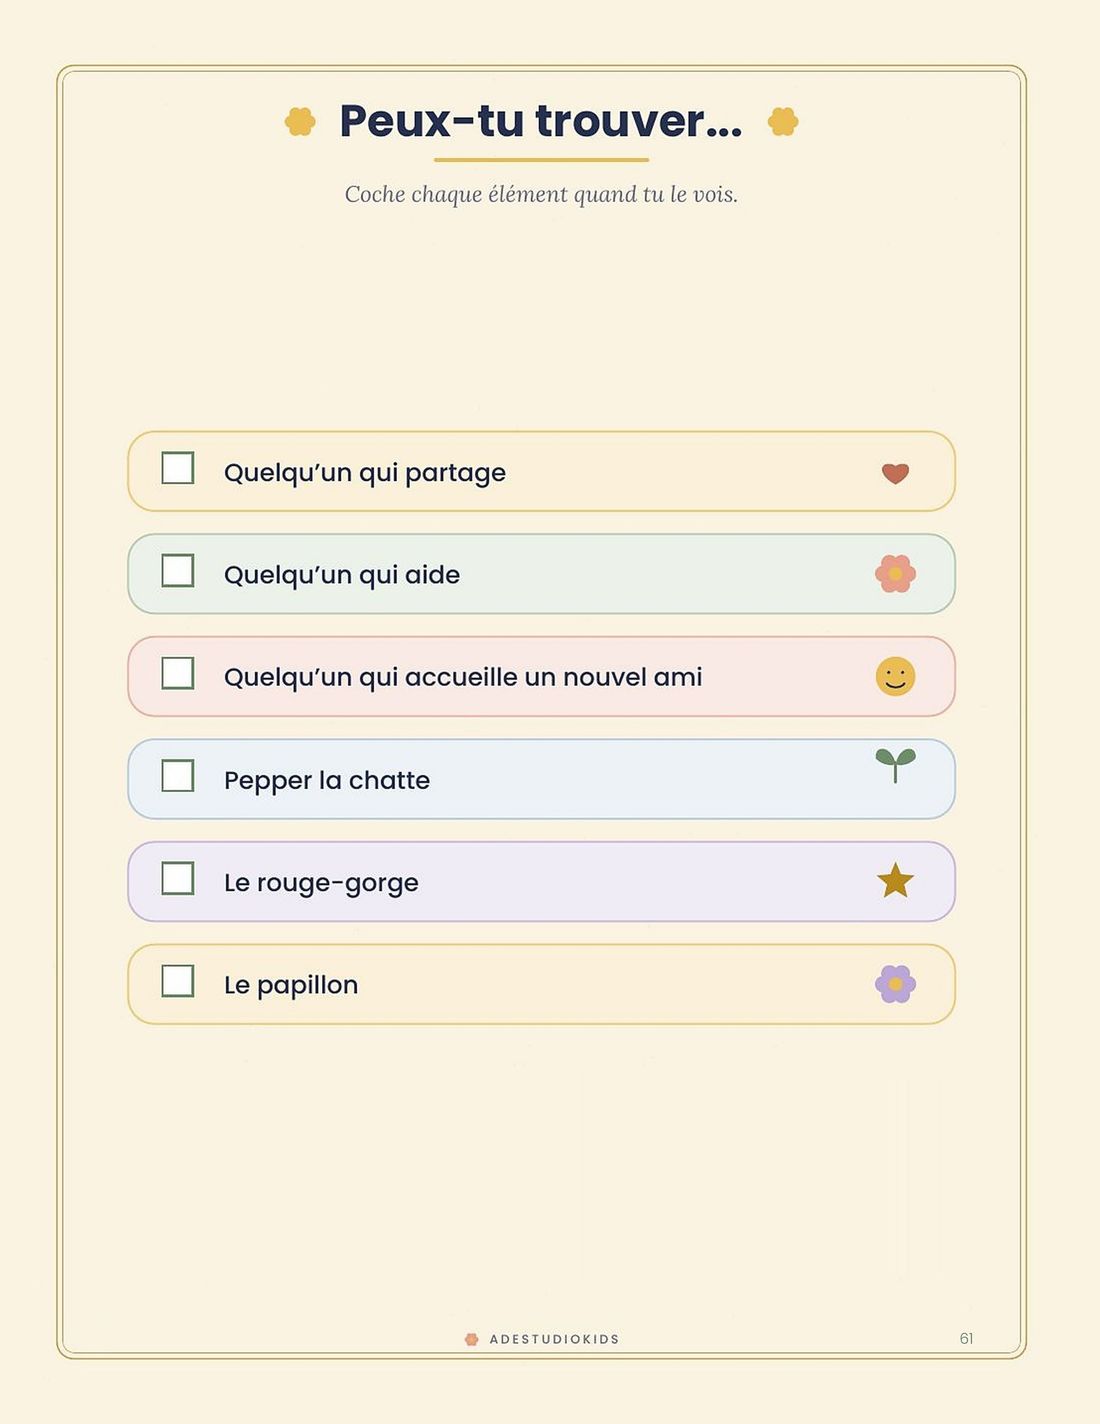 Peux-tu trouver...
Coche chaque élément quand tu le vois.
Quelqu’un qui partage
Quelqu’un qui aide
Quelqu’un qui accueille un nouvel ami
Pepper la chatte
Le rouge-gorge
Le papillon
ADESTUDIOKIDS
61